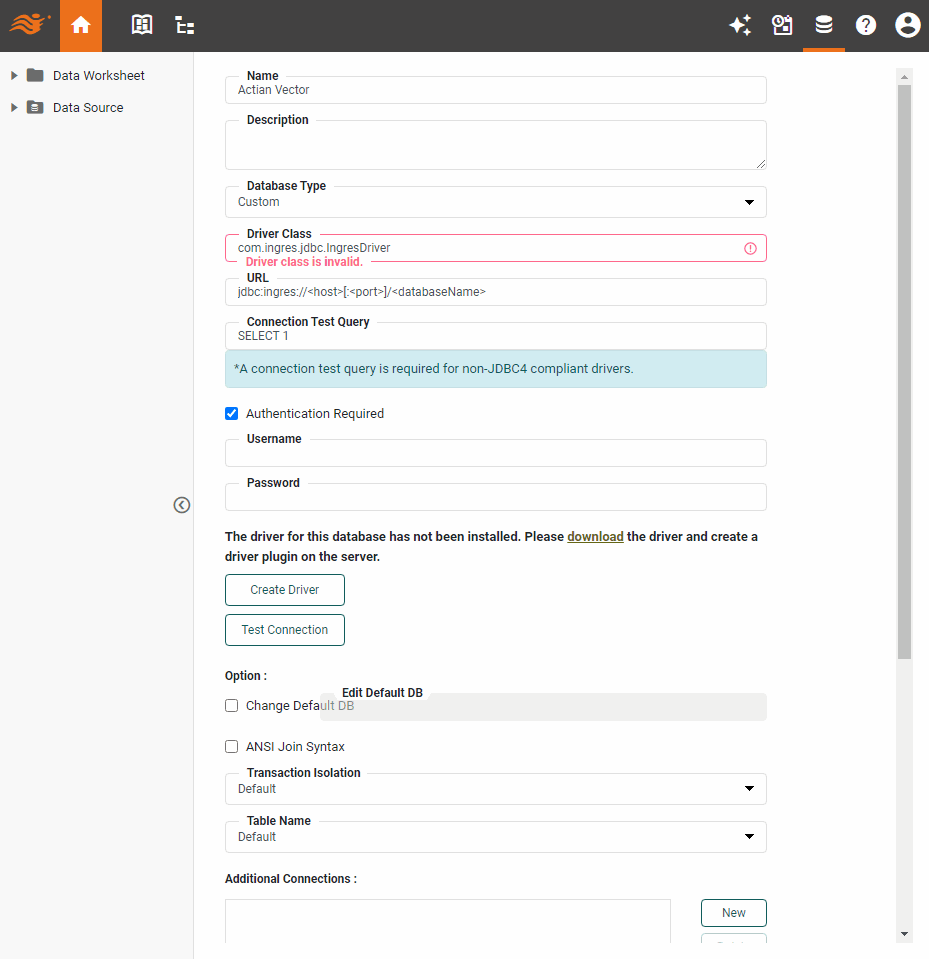 Data Worksheet
Data Source
Name
Actian Vector
Description
Database Type
Custom
Driver Class
com.ingres.jdbc.IngresDriver
Driver class is invalid.
URL
jdbc:ingres://<host>[:<port>]/<databaseName>
Connection Test Query
SELECT 1
*A connection test query is required for non-JDBC4 compliant drivers.
Authentication Required
Username
Password
The driver for this database has not been installed. Please download the driver and create a
driver plugin on the server.
Create Driver
Test Connection
Option :
Edit Default DB
Change Default DB
ANSI Join Syntax
Transaction Isolation
Default
Table Name
Default
Additional Connections :
New